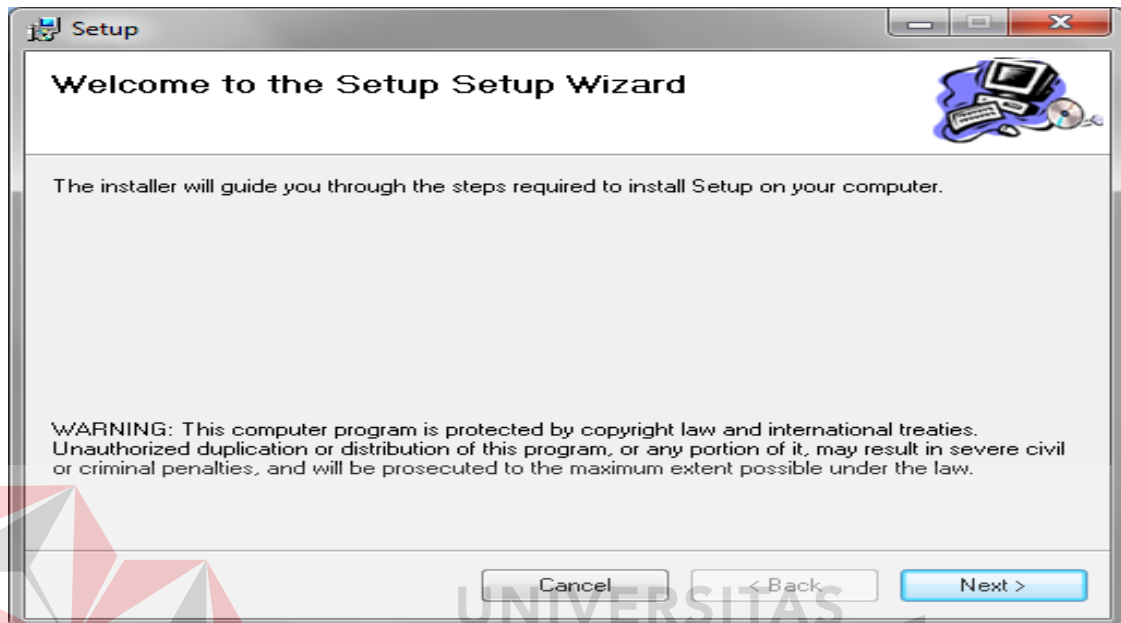 Setup
Welcome to the Setup Setup Wizard
The installer will guide you through the steps required to install Setup on your computer.
WARNING: This computer program is protected by copyright law and international treaties.
Unauthorized duplication or distribution of this program, or any portion of it, may result in severe civil
or criminal penalties, and will be prosecuted to the maximum extent possible under the law.
Cancel
< Back
Next >
UNIVERSITAS